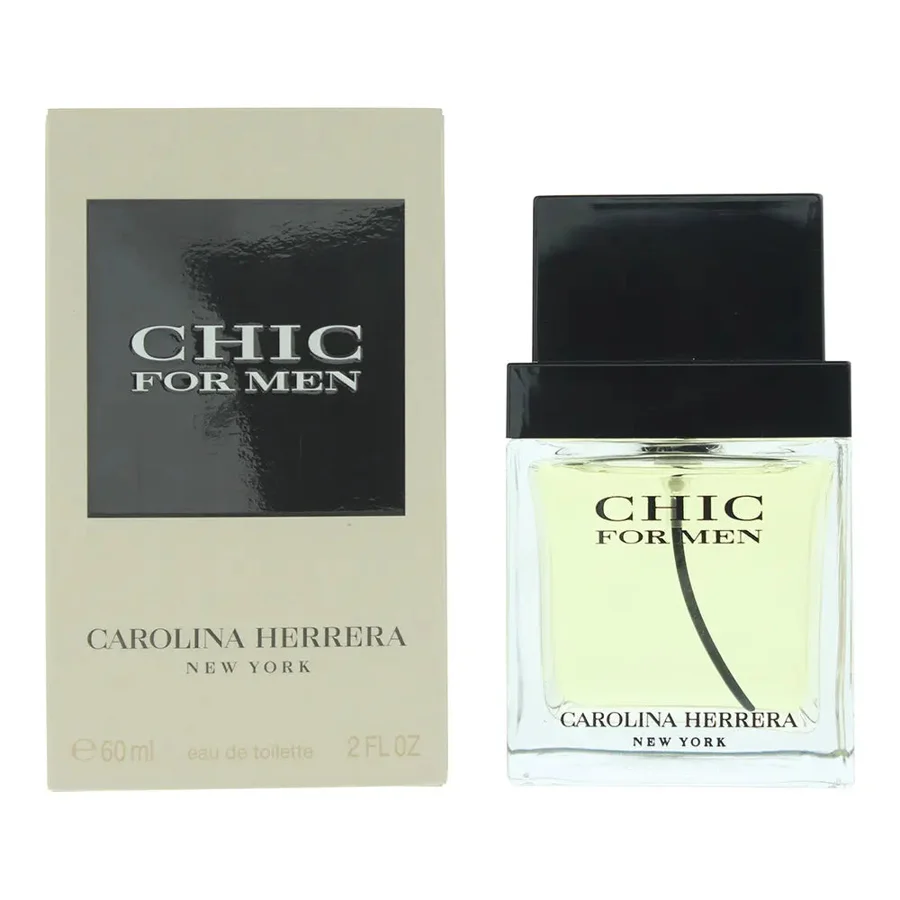 CHIC
FOR MEN
CAROLINA HERRERA
NEW YORK
℮ 60 ml eau de toilette 2 FL OZ
CHIC
FOR MEN
CAROLINA HERRERA
NEW YORK